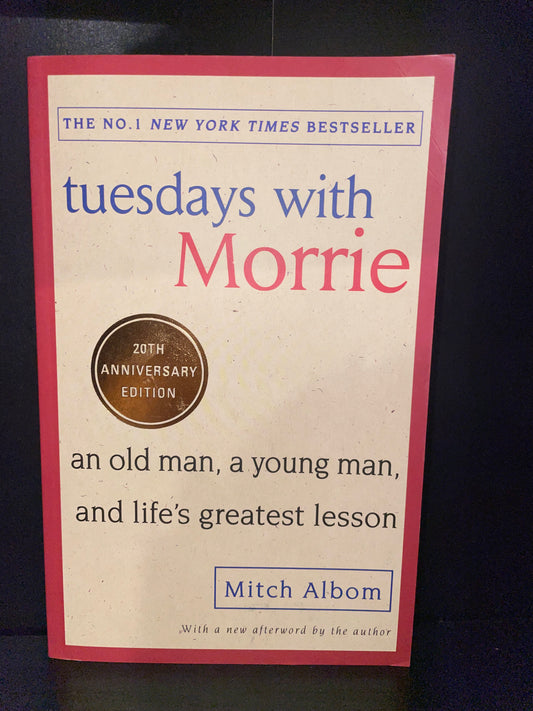 THE NO.1 NEW YORK TIMES BESTSELLER
tuesdays with
Morrie
20TH
ANNIVERSARY
EDITION
an old man, a young man,
and life's greatest lesson
Mitch Albom
With a new afterword by the author